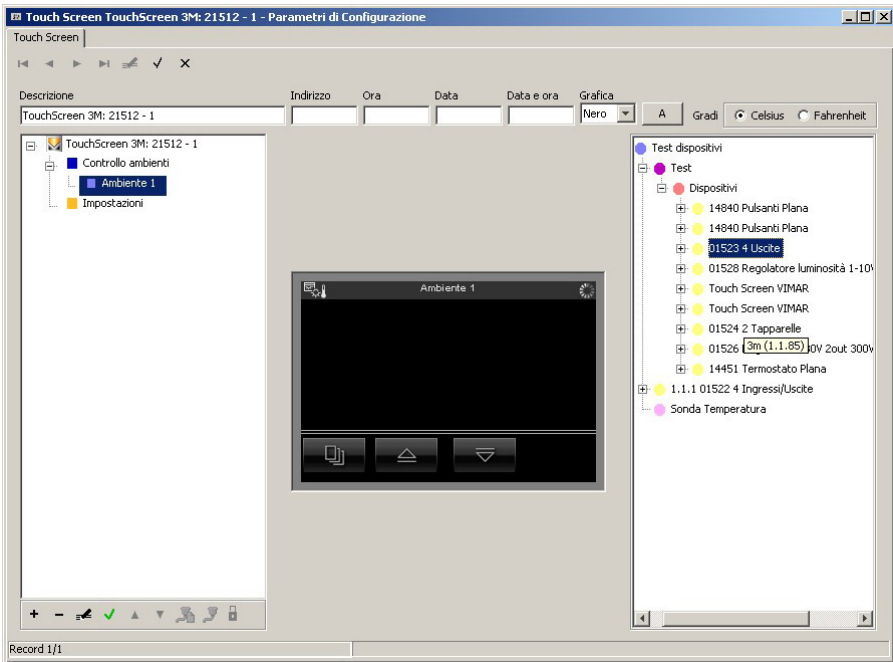 Touch Screen TouchScreen 3M: 21512 - 1 - Parametri di Configurazione
Touch Screen
Descrizione
Indirizzo
Ora
Data
Data e ora
Grafica
TouchScreen 3M: 21512 - 1
Nero
A
Gradi
Celsius
Fahrenheit
TouchScreen 3M: 21512 - 1
Controllo ambienti
Ambiente 1
Impostazioni
Ambiente 1
Test dispositivi
Test
Dispositivi
14840 Pulsanti Plana
14840 Pulsanti Plana
01523 4 Uscite
01528 Regolatore luminosità 1-10V
Touch Screen VIMAR
Touch Screen VIMAR
01524 2 Tapparelle
3m (1.1.85)
01526 0V 2out 300V
14451 Termostato Plana
1.1.1 01522 4 Ingressi/Uscite
Sonda Temperatura
Record 1/1